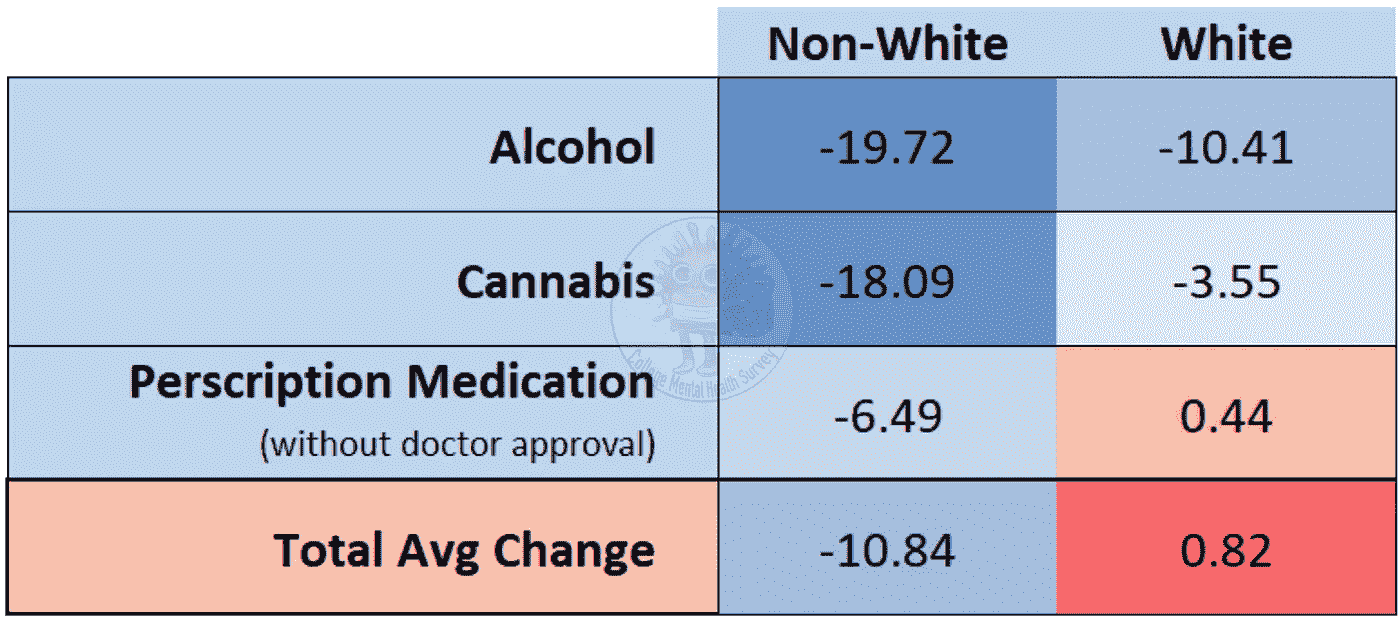 Non-White White
Alcohol -19.72 -10.41
Cannabis -18.09 -3.55
Perscription Medication
(without doctor approval) -6.49 0.44
Total Avg Change -10.84 0.82
College Mental Health Survey